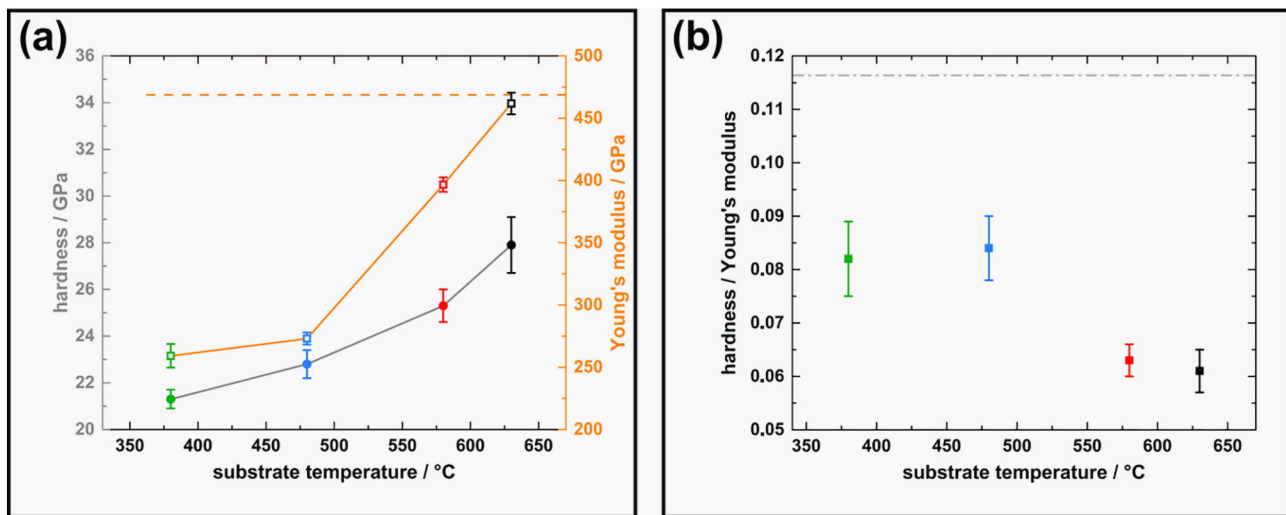 (a)
36
34
32
30
28
26
24
22
20
hardness / GPa
500
450
400
350
300
250
200
Young's modulus / GPa
350 400 450 500 550 600 650
substrate temperature / °C
(b)
0.12
0.11
0.10
0.09
0.08
0.07
0.06
0.05
hardness / Young's modulus
350 400 450 500 550 600 650
substrate temperature / °C